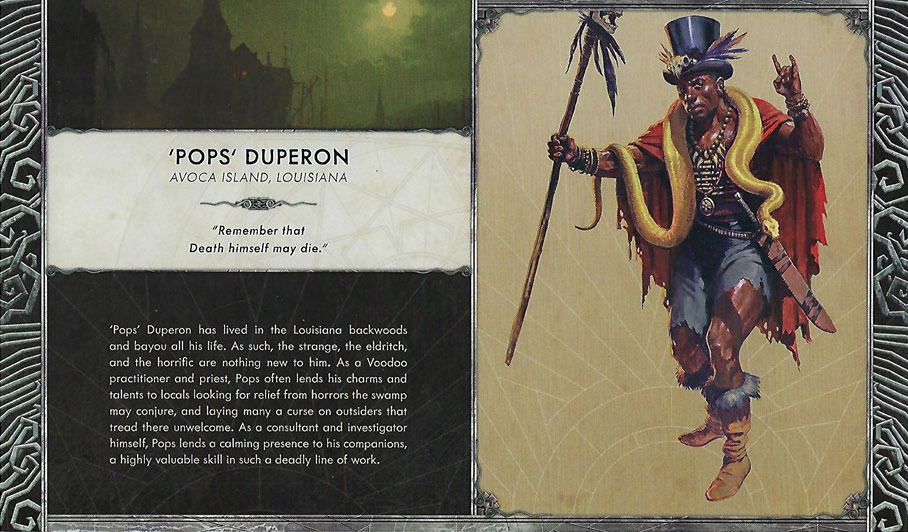 ‘POPS‘ DUPERON
AVOCA ISLAND, LOUISIANA
“Remember that
Death himself may die.”
‘Pops’ Duperon has lived in the Louisiana backwoods
and bayou all his life. As such, the strange, the eldritch,
and the horrific are nothing new to him. As a Voodoo
practitioner and priest, Pops often lends his charms and
talents to locals looking for relief from horrors the swamp
may conjure, and laying many a curse on outsiders that
tread there unwelcome. As a consultant and investigator
himself, Pops lends a calming presence to his companions,
a highly valuable skill in such a deadly line of work.